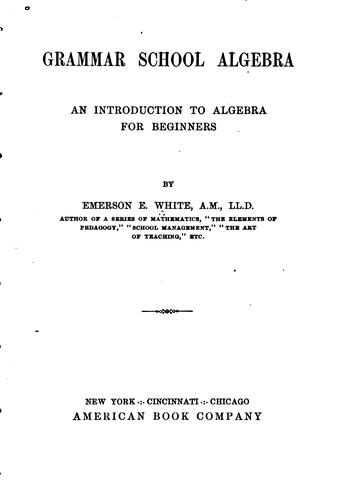 GRAMMAR SCHOOL ALGEBRA
AN INTRODUCTION TO ALGEBRA
FOR BEGINNERS
BY
EMERSON E. WHITE, A.M., LL.D.
AUTHOR OF A SERIES OF MATHEMATICS, "THE ELEMENTS OF
PEDAGOGY," "SCHOOL MANAGEMENT," "THE ART
OF TEACHING," ETC.
NEW YORK ·:· CINCINNATI ·:· CHICAGO
AMERICAN BOOK COMPANY